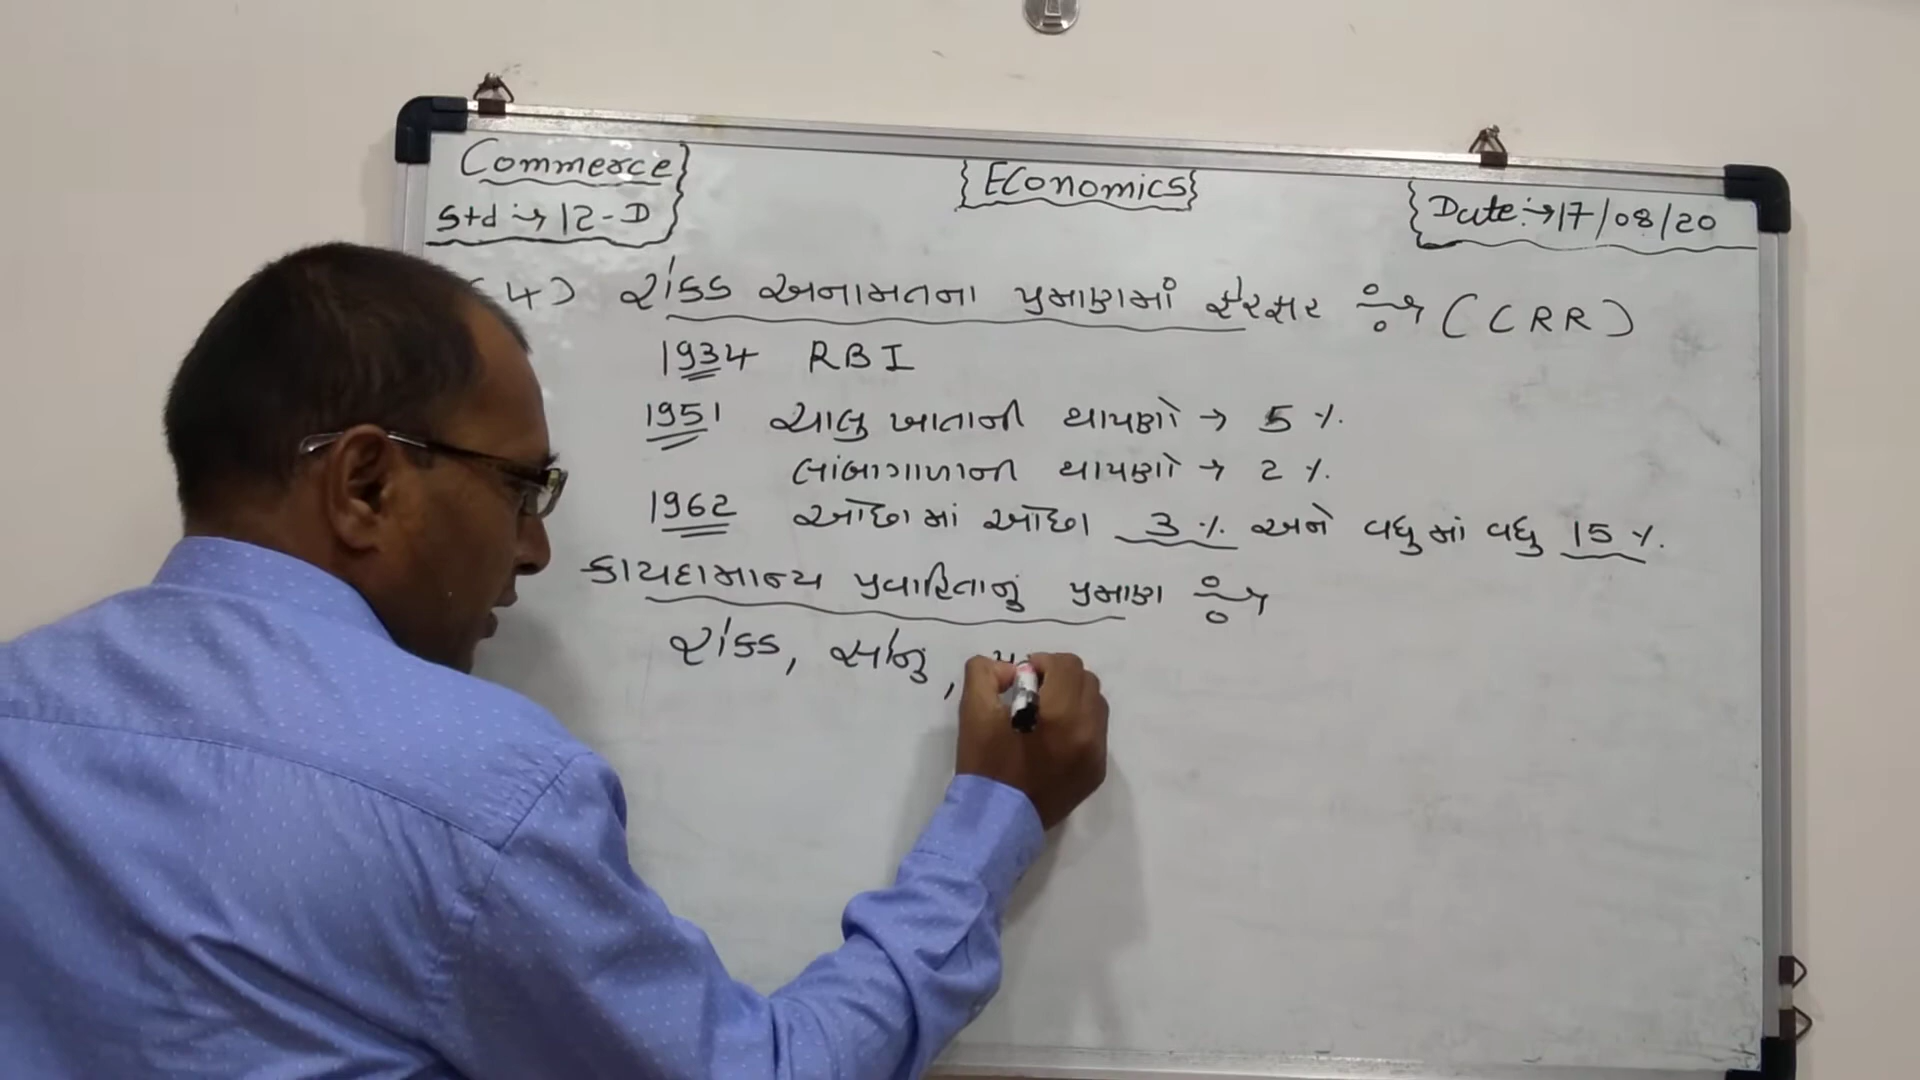 Commerce
Std :→ 12-D
Economics
Date :→ 17/08/20
(4) રોકડ અનામતના પ્રમાણમાં ફેરફાર :→ (CRR)
1934 RBI
1951 ચાલુ ખાતાની થાપણો → 5 %.
લાંબાગાળાની થાપણો → 2 %.
1962 ઓછામાં ઓછા 3 % અને વધુમાં વધુ 15 %.
કાયદામાન્ય પ્રવાહિતાનું પ્રમાણ :→
રોકડ, સોનુ,